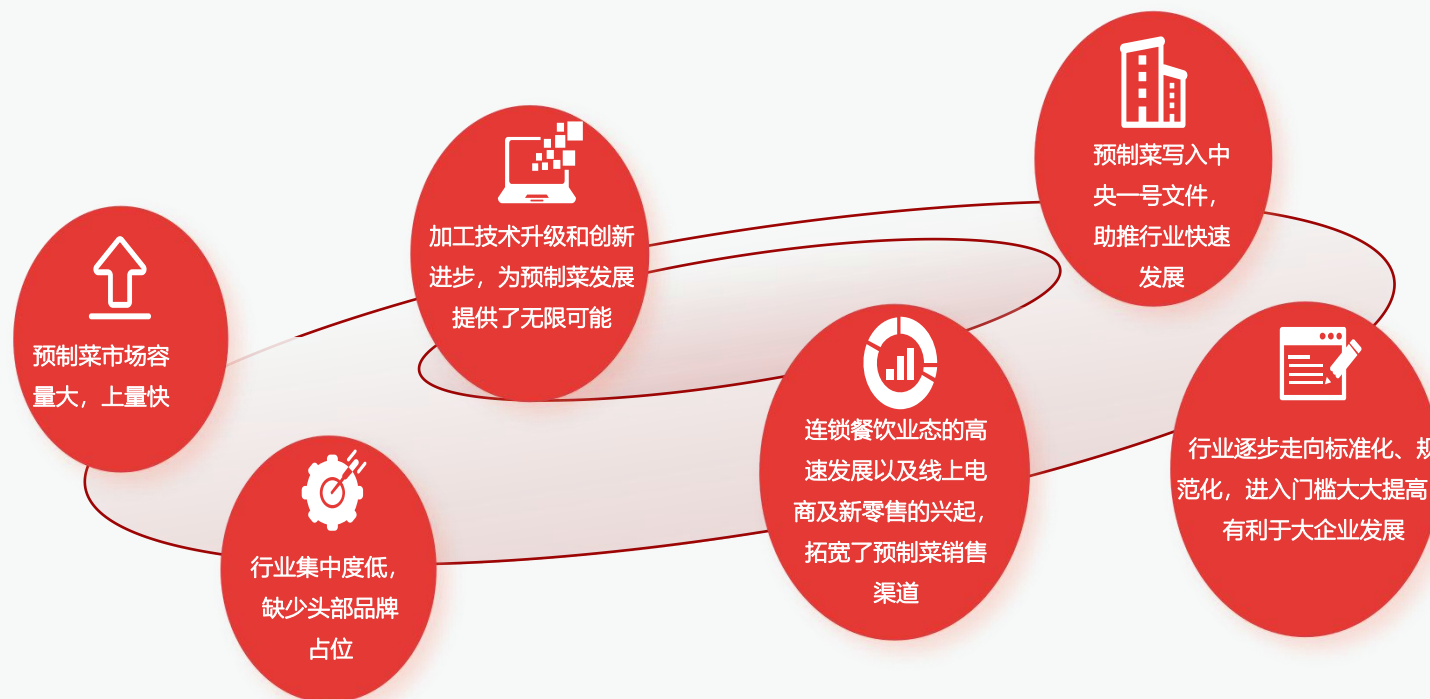 预制菜市场容
量大，上量快
行业集中度低，
缺少头部品牌
占位
加工技术升级和创新
进步，为预制菜发展
提供了无限可能
连锁餐饮业态的高
速发展以及线上电
商及新零售的兴起，
拓宽了预制菜销售
渠道
预制菜写入中
央一号文件，
助推行业快速
发展
行业逐步走向标准化、规
范化，进入门槛大大提高
有利于大企业发展